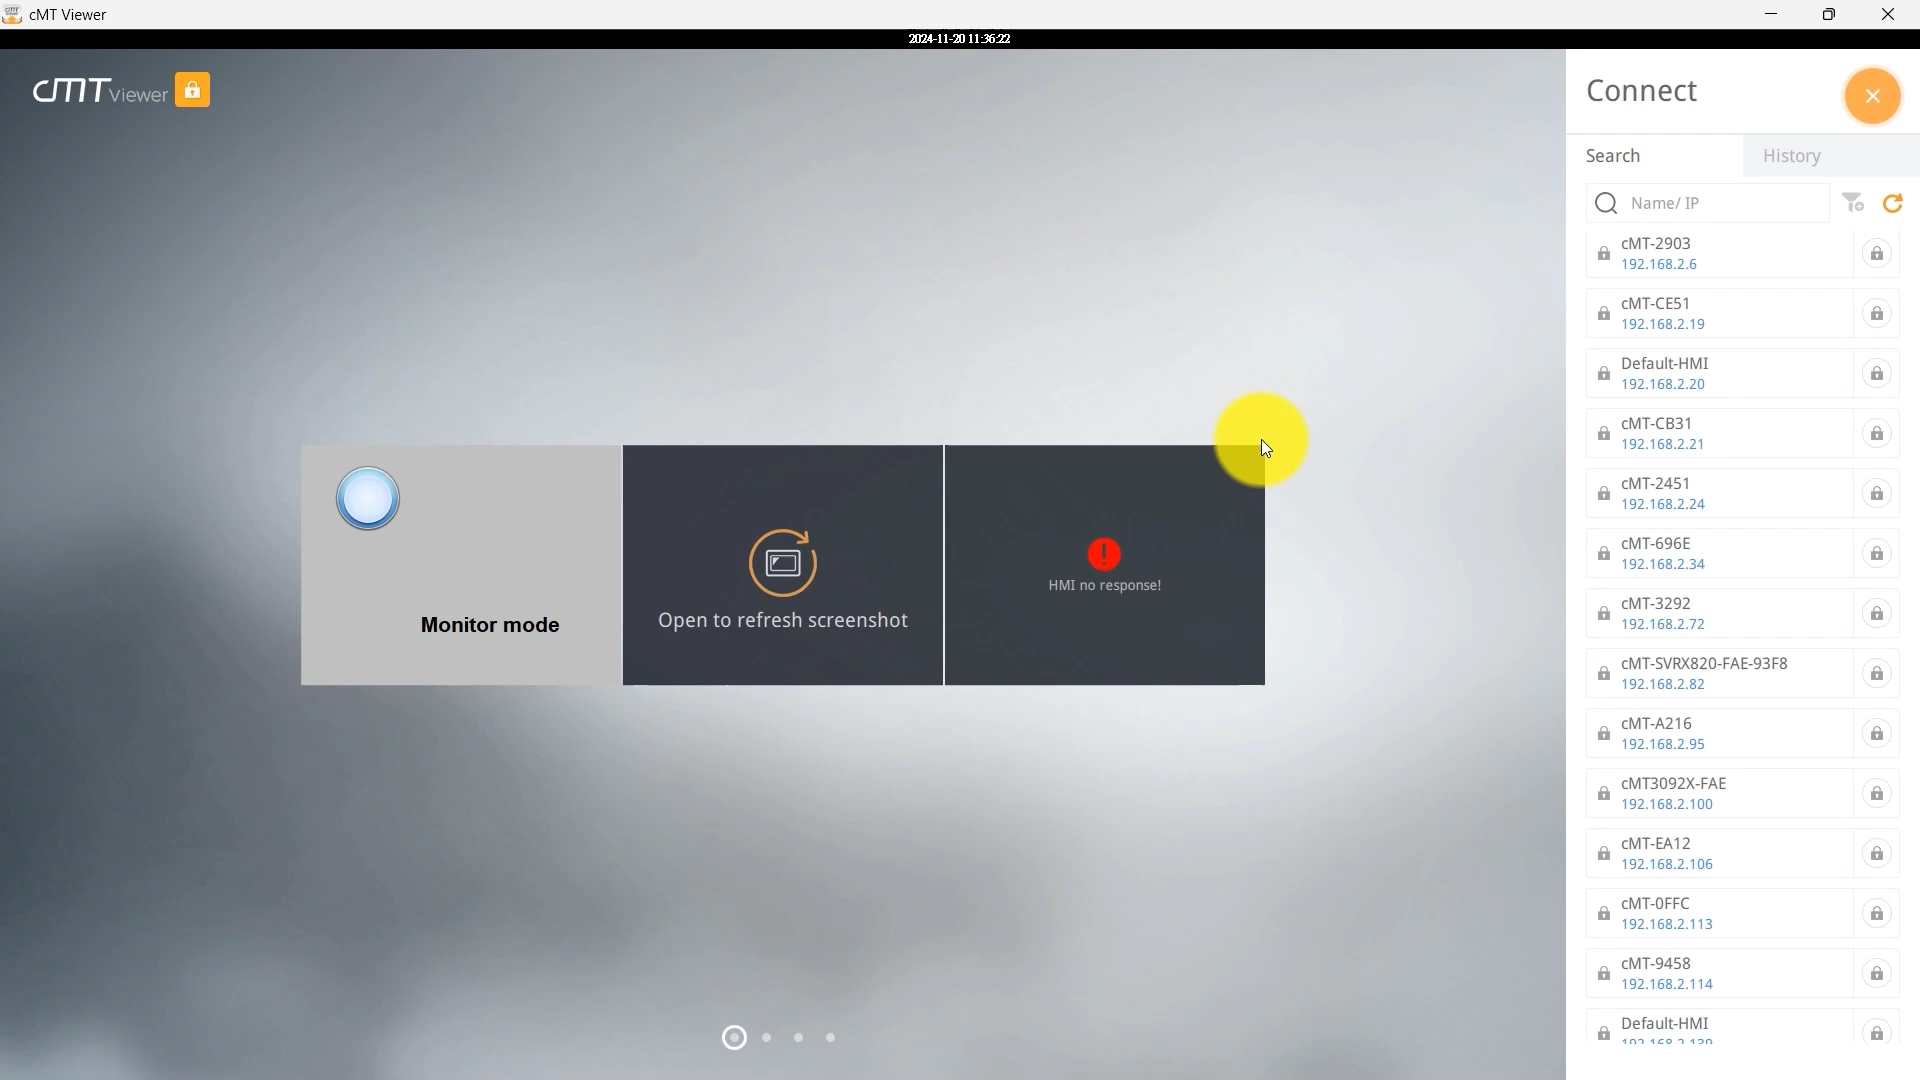 cMT Viewer
2024-11-20 11:36:22
cMT Viewer
Connect
Search
History
Name/ IP
cMT-2903
192.168.2.6
cMT-CE51
192.168.2.19
Default-HMI
192.168.2.20
cMT-CB31
192.168.2.21
cMT-2451
192.168.2.24
cMT-696E
192.168.2.34
cMT-3292
192.168.2.72
cMT-SVRX820-FAE-93F8
192.168.2.82
cMT-A216
192.168.2.95
cMT3092X-FAE
192.168.2.100
cMT-EA12
192.168.2.106
cMT-0FFC
192.168.2.113
cMT-9458
192.168.2.114
Default-HMI
Monitor mode
Open to refresh screenshot
HMI no response!